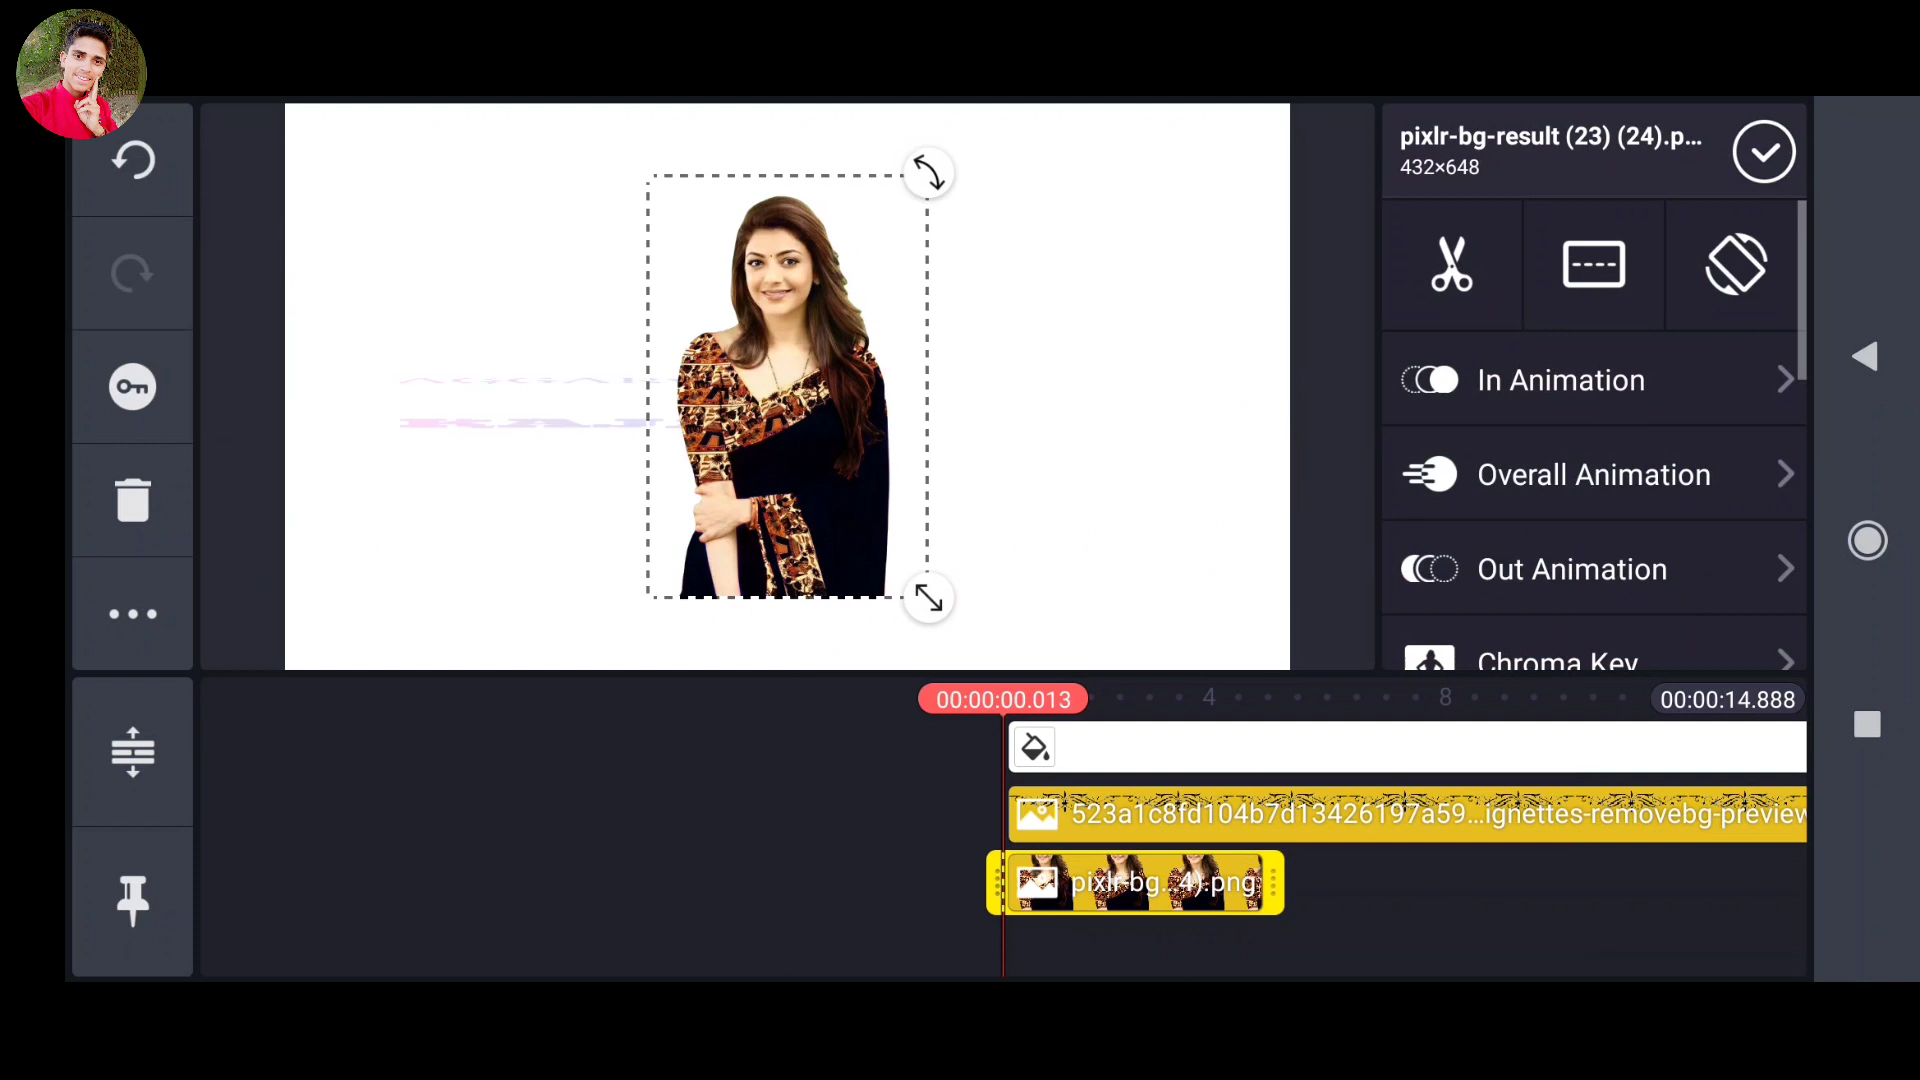 pixlr-bg-result (23) (24).p...
432×648
In Animation
Overall Animation
Out Animation
Chroma Key
00:00:00.013
4
8
00:00:14.888
523a1c8fd104b7d13426197a59...ignettes-removebg-preview
pixlr-bg...4).png